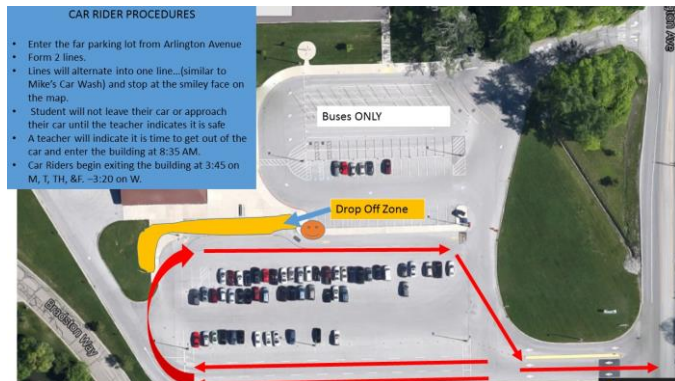 CAR RIDER PROCEDURES
• Enter the far parking lot from Arlington Avenue
• Form 2 lines.
• Lines will alternate into one line…(similar to
Mike's Car Wash) and stop at the smiley face on
the map.
• Student will not leave their car or approach
their car until the teacher indicates it is safe
• A teacher will indicate it is time to get out of the
car and enter the building at 8:35 AM.
• Car Riders begin exiting the building at 3:45 on
M, T, TH, &F. –3:20 on W.
Buses ONLY
Drop Off Zone
Bradston Way